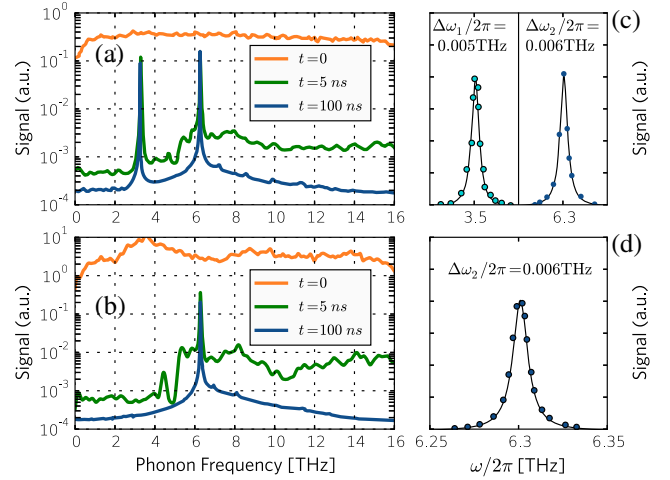 Signal (a.u.)
10^1
10^0
10^-1
10^-2
10^-3
10^-4
(a)
t=0
t=5 ns
t=100 ns
0 2 4 6 8 10 12 14 16
Signal (a.u.)
10^1
10^0
10^-1
10^-2
10^-3
10^-4
(b)
t=0
t=5 ns
t=100 ns
0 2 4 6 8 10 12 14 16
Phonon Frequency [THz]
(c)
Δω₁/2π=
0.005THz
Δω₂/2π=
0.006THz
3.5 6.3
Signal (a.u.)
(d)
Δω₂/2π=0.006THz
6.25 6.3 6.35
ω/2π [THz]
Signal (a.u.)